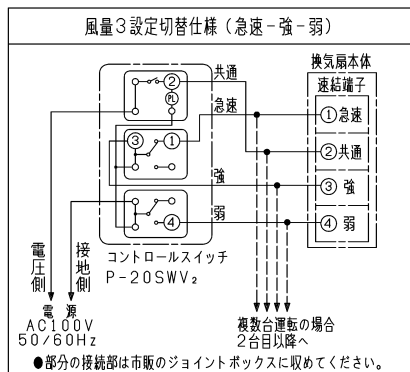 風量3設定切替仕様(急速-強-弱)
換気扇本体
速結端子
共通
急速
強
弱
②
PL
③
①
④
①急速
②共通
③ 強
④ 弱
コントロールスイッチ
P-20SWV₂
電圧側
接地側
電 源
AC100V
50/60Hz
複数台運転の場合
2台目以降へ
●部分の接続部は市販のジョイントボックスに収めてください。